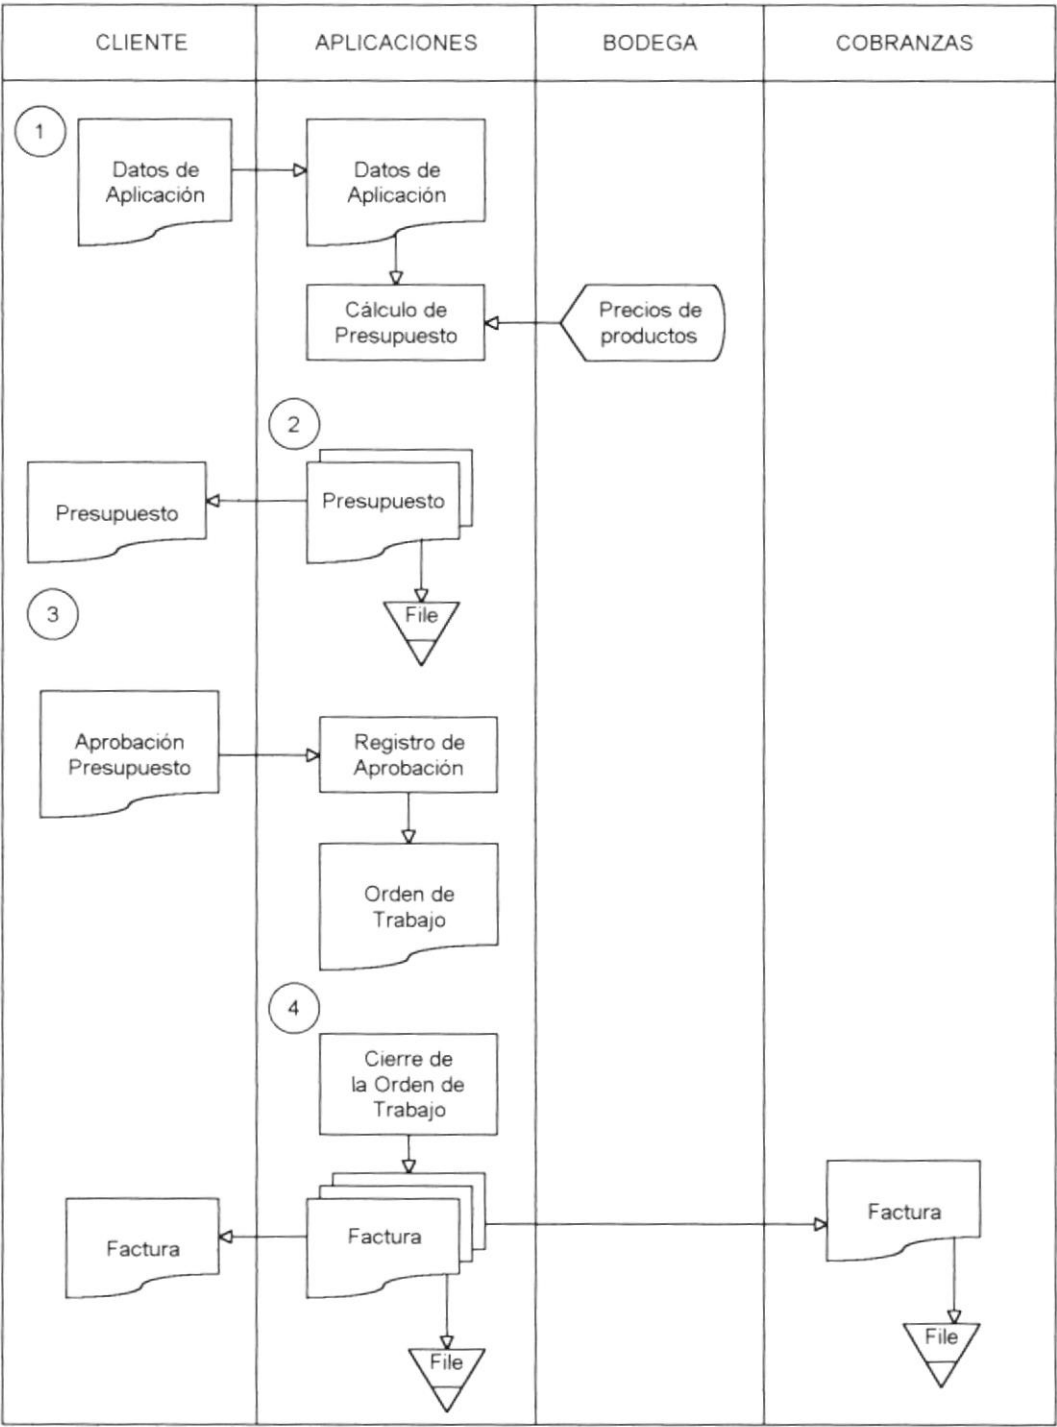 CLIENTE
APLICACIONES
BODEGA
COBRANZAS
1
Datos de
Aplicación
Datos de
Aplicación
Cálculo de
Presupuesto
Precios de
productos
2
Presupuesto
Presupuesto
File
3
Aprobación
Presupuesto
Registro de
Aprobación
Orden de
Trabajo
4
Cierre de
la Orden de
Trabajo
Factura
Factura
Factura
File
File